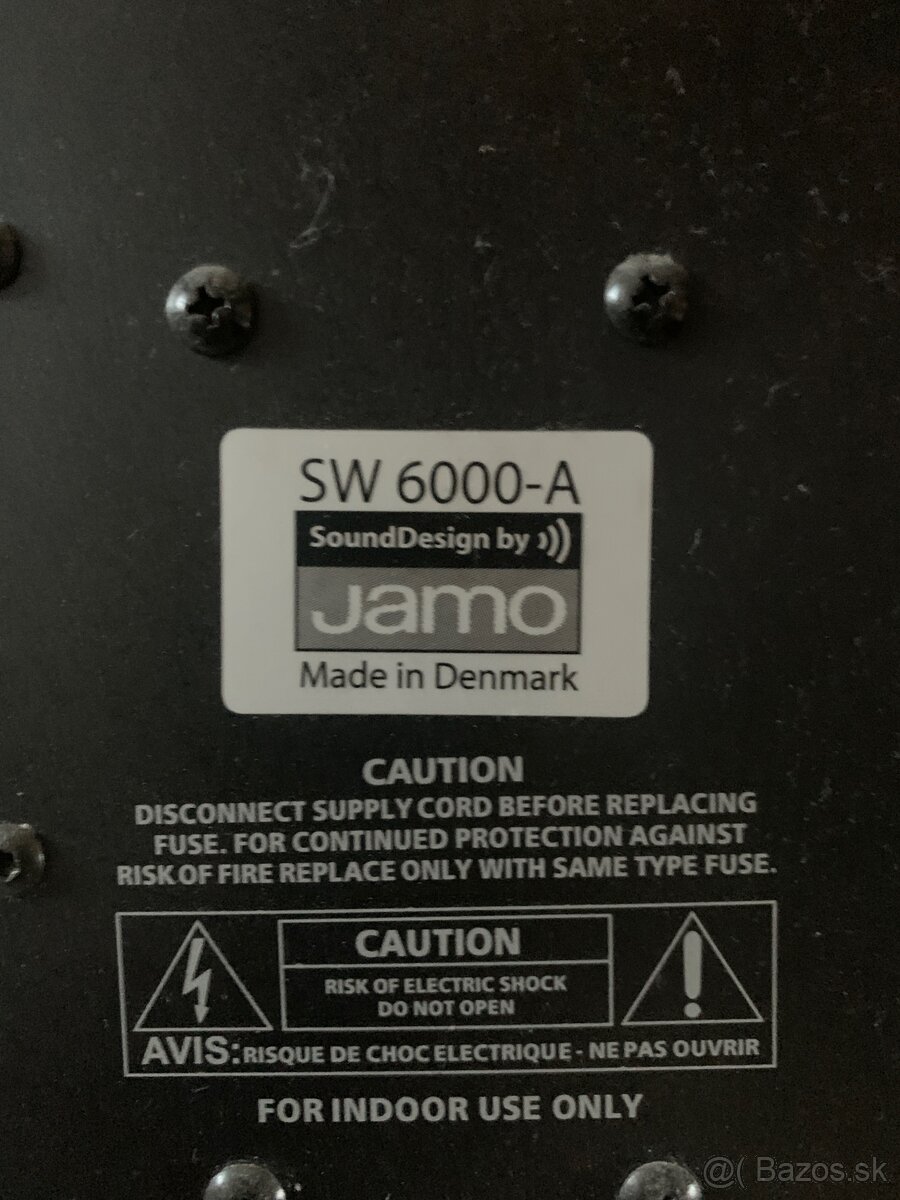 SW 6000-A
SoundDesign by
Jamo
Made in Denmark
CAUTION
DISCONNECT SUPPLY CORD BEFORE REPLACING
FUSE. FOR CONTINUED PROTECTION AGAINST
RISK OF FIRE REPLACE ONLY WITH SAME TYPE FUSE.
CAUTION
RISK OF ELECTRIC SHOCK
DO NOT OPEN
AVIS: RISQUE DE CHOC ELECTRIQUE - NE PAS OUVRIR
FOR INDOOR USE ONLY
@( Bazos.sk